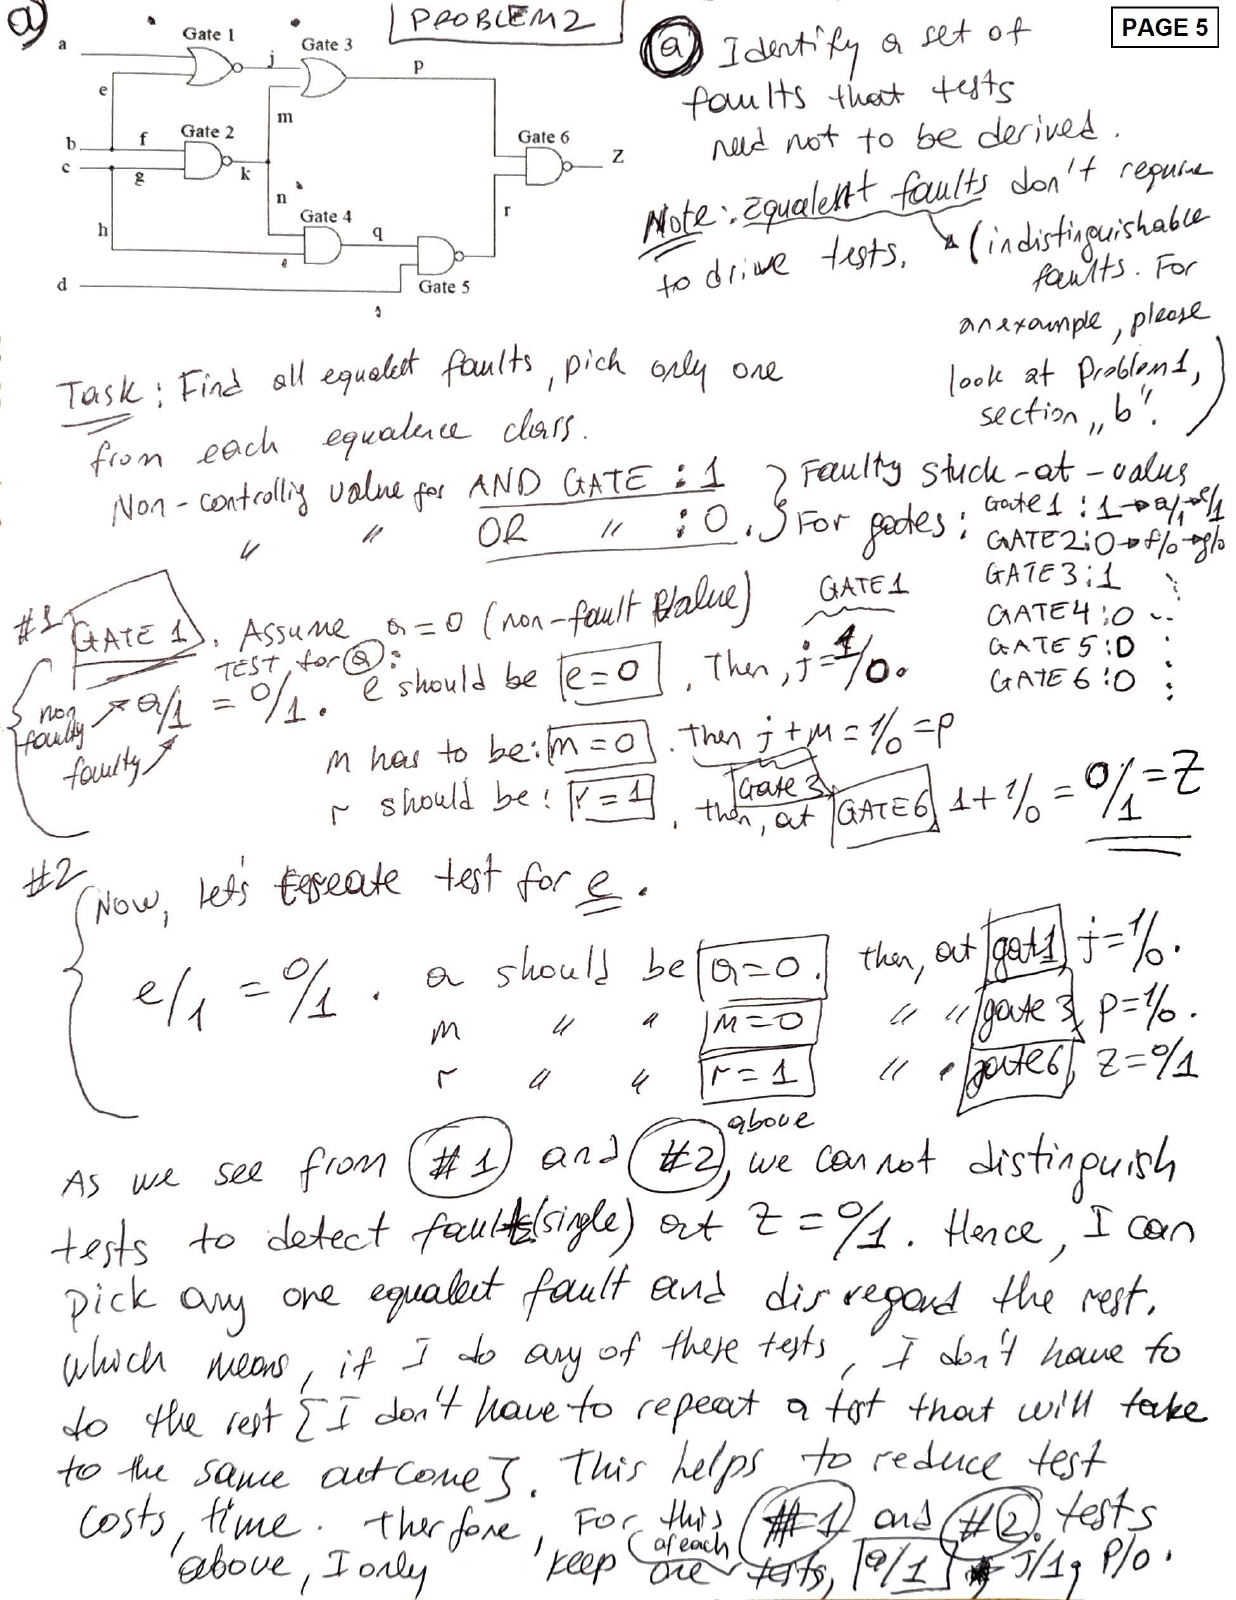 a)
PROBLEM 2
PAGE 5
a
b
c
d
e
f
g
h
j
k
m
n
p
q
r
Z
Gate 1
Gate 2
Gate 3
Gate 4
Gate 5
Gate 6
(a) Identify a set of
faults that tests
need not to be derived.
Note: Equalent faults don't require
to drive tests. (indistinguishable
faults. For
an example, please
look at Problem 1,
section „b".)
Task: Find all equalet faults, pick only one
from each equalence class.
Non-controllig value for AND GATE : 1 } Faulty stuck-at-values
" " OR " : 0. } For gates:
Gate 1 : 1 → a/1 → e/1
GATE 2: 0 → f/0 → g/0
GATE 3: 1
GATE 4: 0 ..
GATE 5: 0
GATE 6: 0
#1 GATE 1. Assume a=0 (non-fault value) GATE 1
TEST for (a):
non faulty → a/1 = 0/1. e should be e=0. Then, j=1/0.
faulty
m has to be: m=0. Then j+m = 1/0 = p
Gate 3
r should be: r=1, then, at GATE 6 1+1/0 = 0/1 = Z
#2 Now, let's create test for e.
e/1 = 0/1. a should be a=0. then, at gat 1, j=1/0.
m " " m=0 " " gate 3, p=1/0.
r " " r=1 " " gate 6, Z=0/1
As we see from #1 and #2, above we can not distinguish
tests to detect faults (single) at Z=0/1. Hence, I can
pick any one equalet fault and disregard the rest.
which means, if I do any of these tests, I don't have to
do the rest [I don't have to repeat a tst that will take
to the same outcome]. This helps to reduce test
costs, time. Therfore, For this #1 and #2. tests
above, I only keep one of each tests, a/1 j/1, p/0.